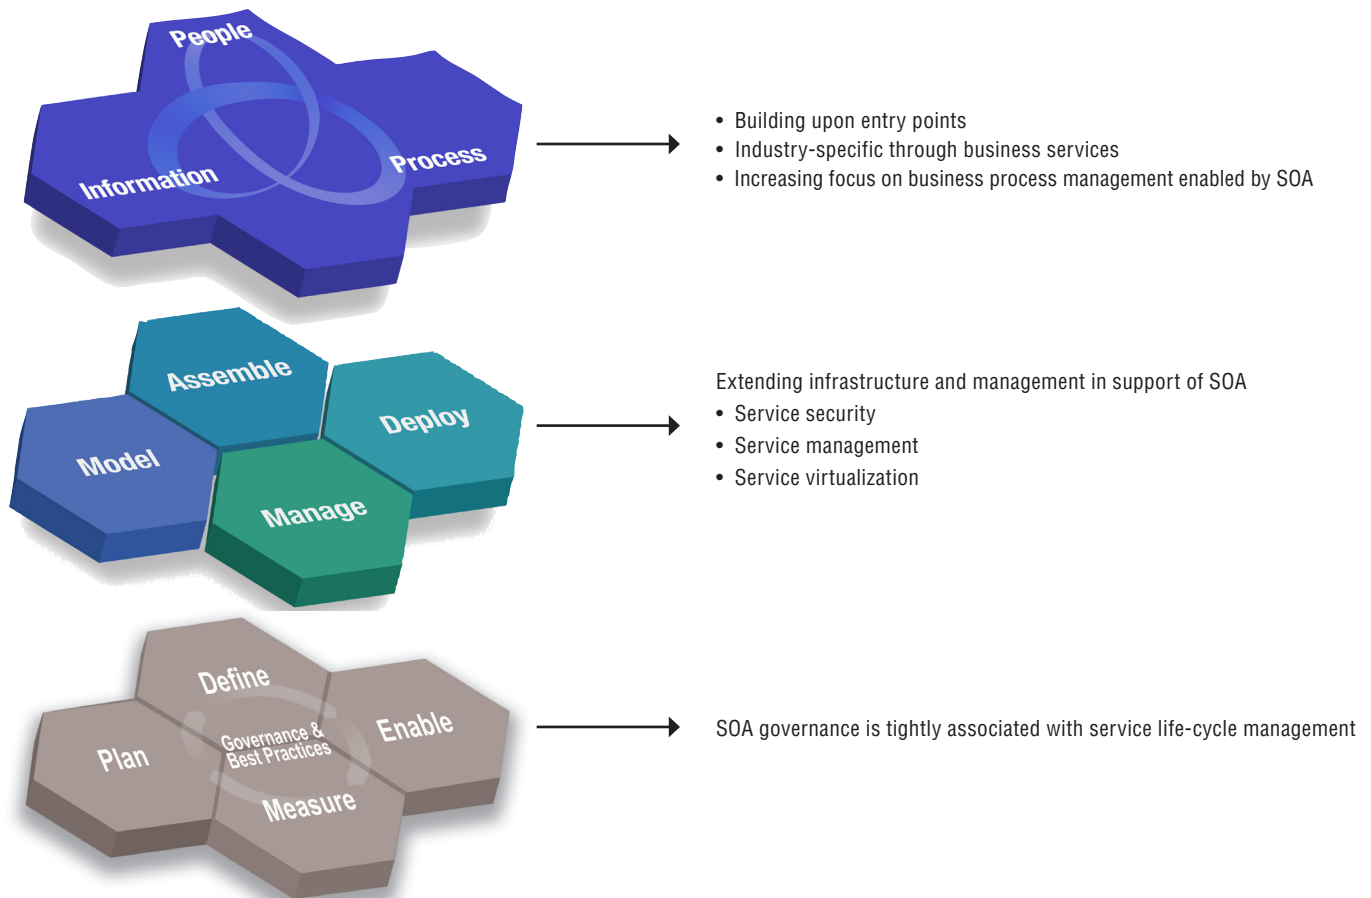 People
Process
Information
• Building upon entry points
• Industry-specific through business services
• Increasing focus on business process management enabled by SOA
Assemble
Deploy
Model
Manage
Extending infrastructure and management in support of SOA
• Service security
• Service management
• Service virtualization
Define
Enable
Governance &
Best Practices
Plan
Measure
SOA governance is tightly associated with service life-cycle management